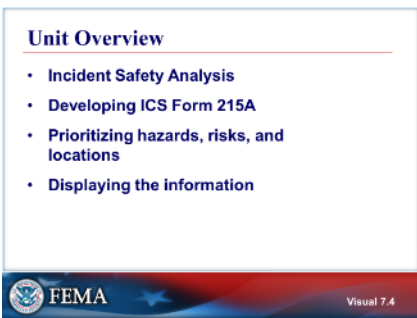 Unit Overview
• Incident Safety Analysis
• Developing ICS Form 215A
• Prioritizing hazards, risks, and
locations
• Displaying the information
FEMA
Visual 7.4